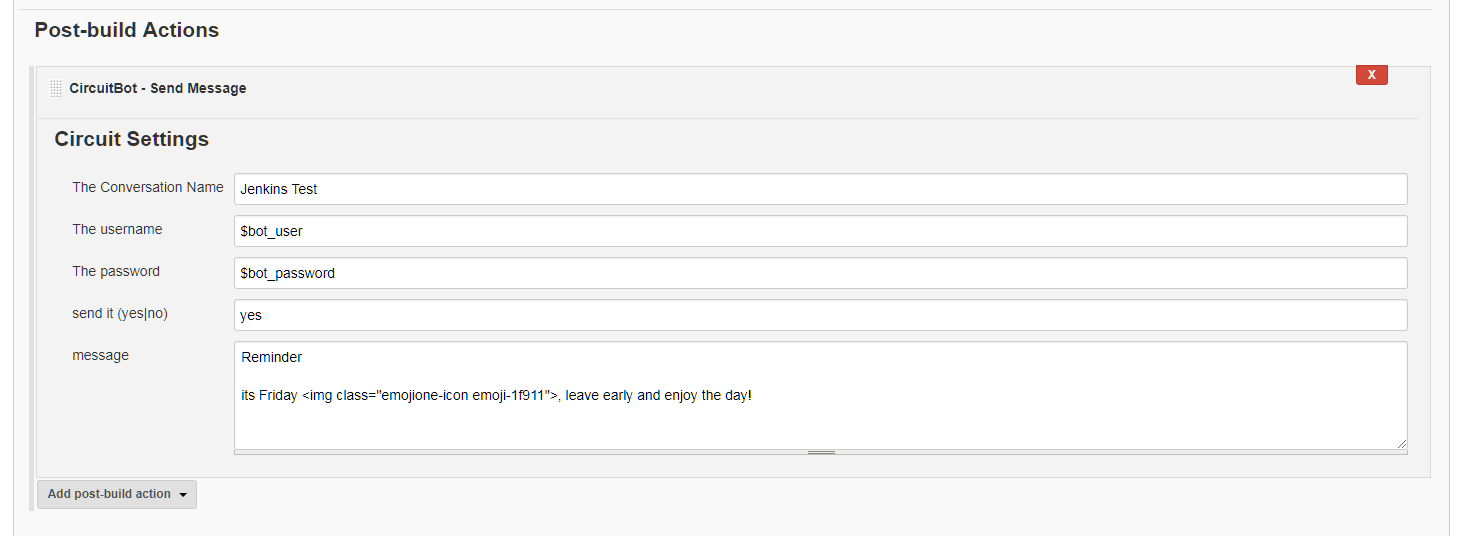 Post-build Actions
CircuitBot - Send Message
X
Circuit Settings
The Conversation Name
Jenkins Test
The username
$bot_user
The password
$bot_password
send it (yes|no)
yes
message
Reminder
its Friday <img class="emojione-icon emoji-1f911">, leave early and enjoy the day!
Add post-build action